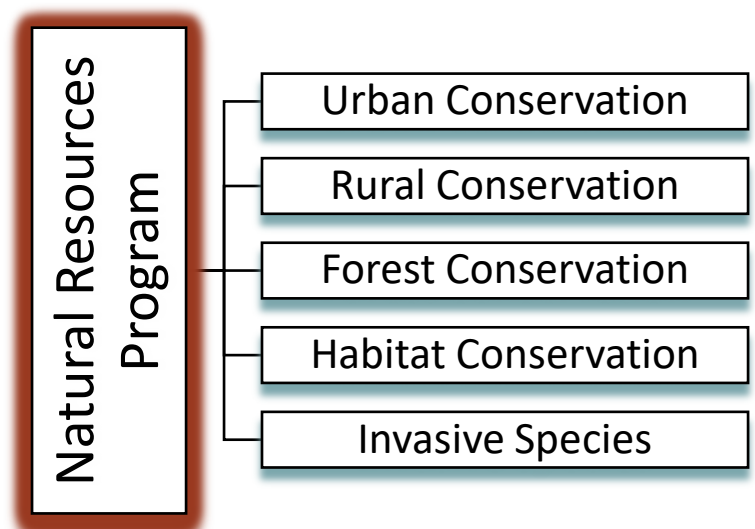 Natural Resources
Program
Urban Conservation
Rural Conservation
Forest Conservation
Habitat Conservation
Invasive Species